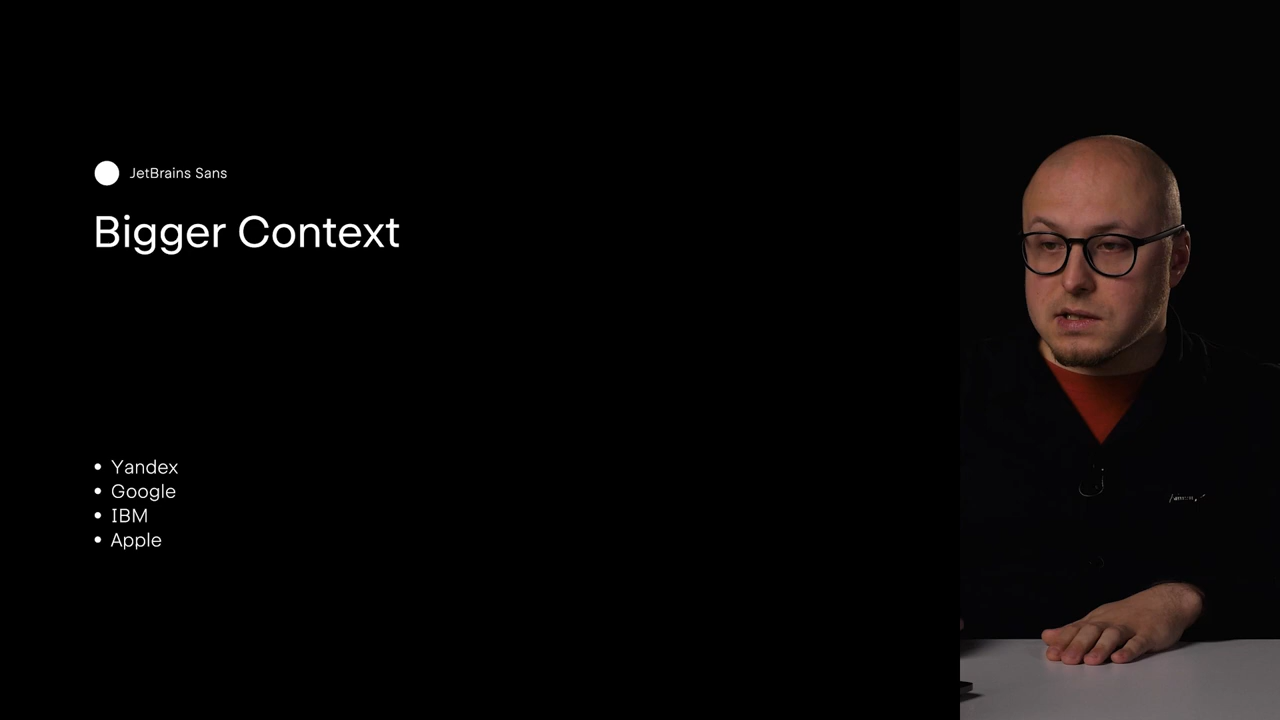 JetBrains Sans
Bigger Context
• Yandex
• Google
• IBM
• Apple